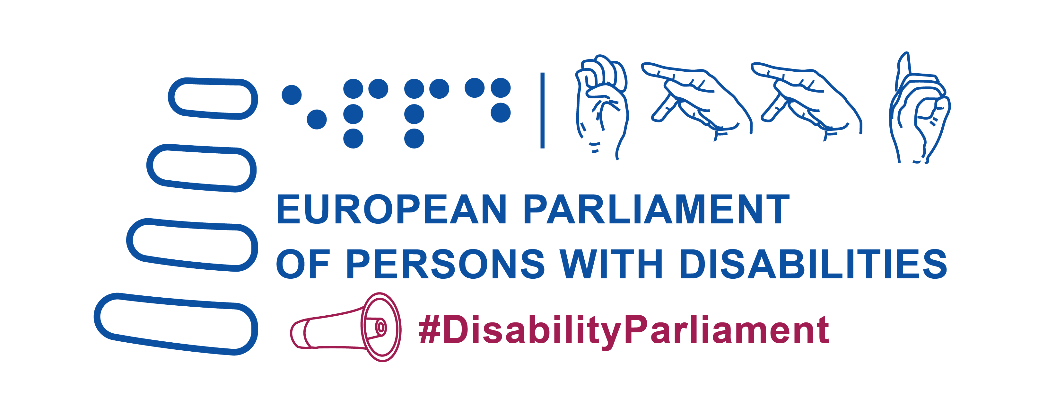 ⠑⠏⠏⠙
EUROPEAN PARLIAMENT
OF PERSONS WITH DISABILITIES
#DisabilityParliament